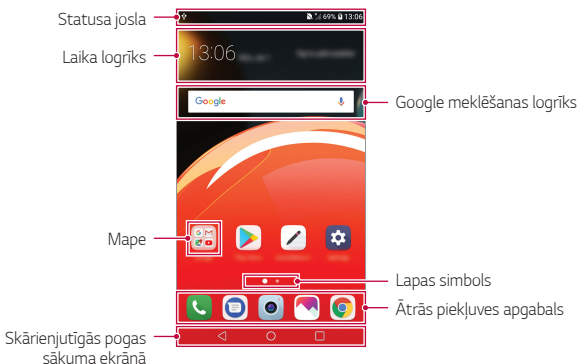 Statusa josla
69% 13:06
Laika logrīks
13:06
Google
Google meklēšanas logrīks
Mape
Lapas simbols
Ātrās piekļuves apgabals
Skārienjutīgās pogas
sākuma ekrānā